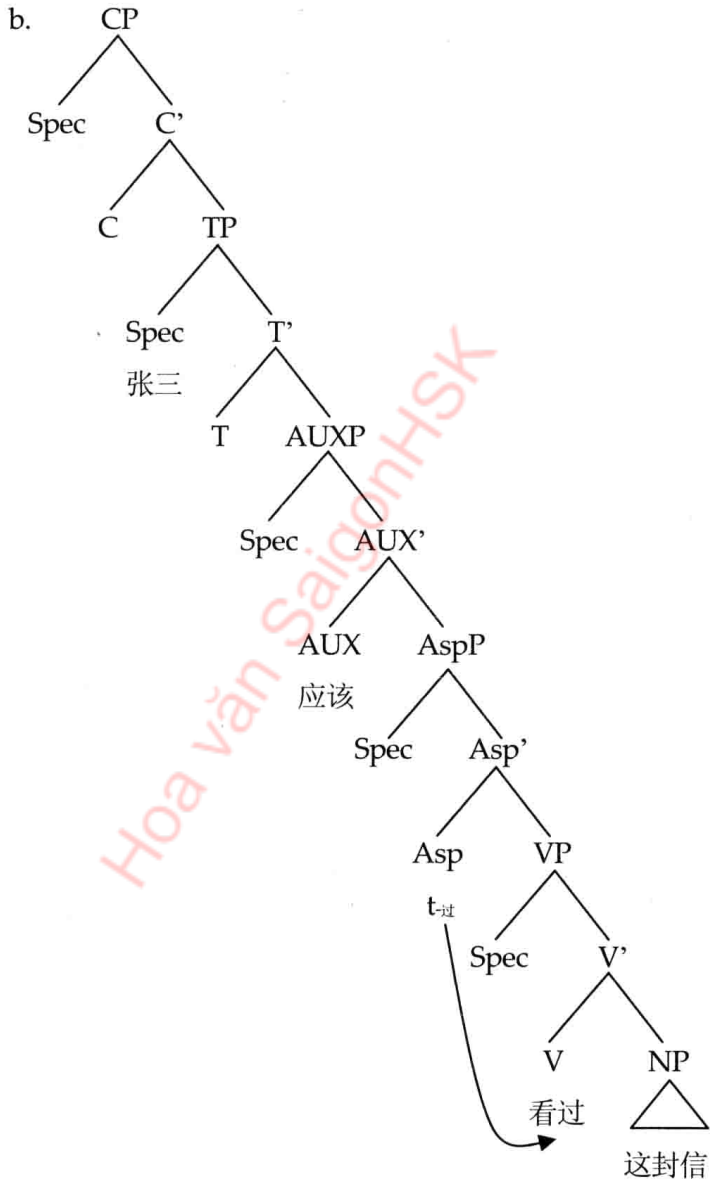 b. CP
Spec C’
C TP
Spec T’
张三
T AUXP
Spec AUX’
AUX AspP
应该
Spec Asp’
Asp VP
t-过
Spec V’
V NP
看过
这封信
Hoa văn SaigonHSK